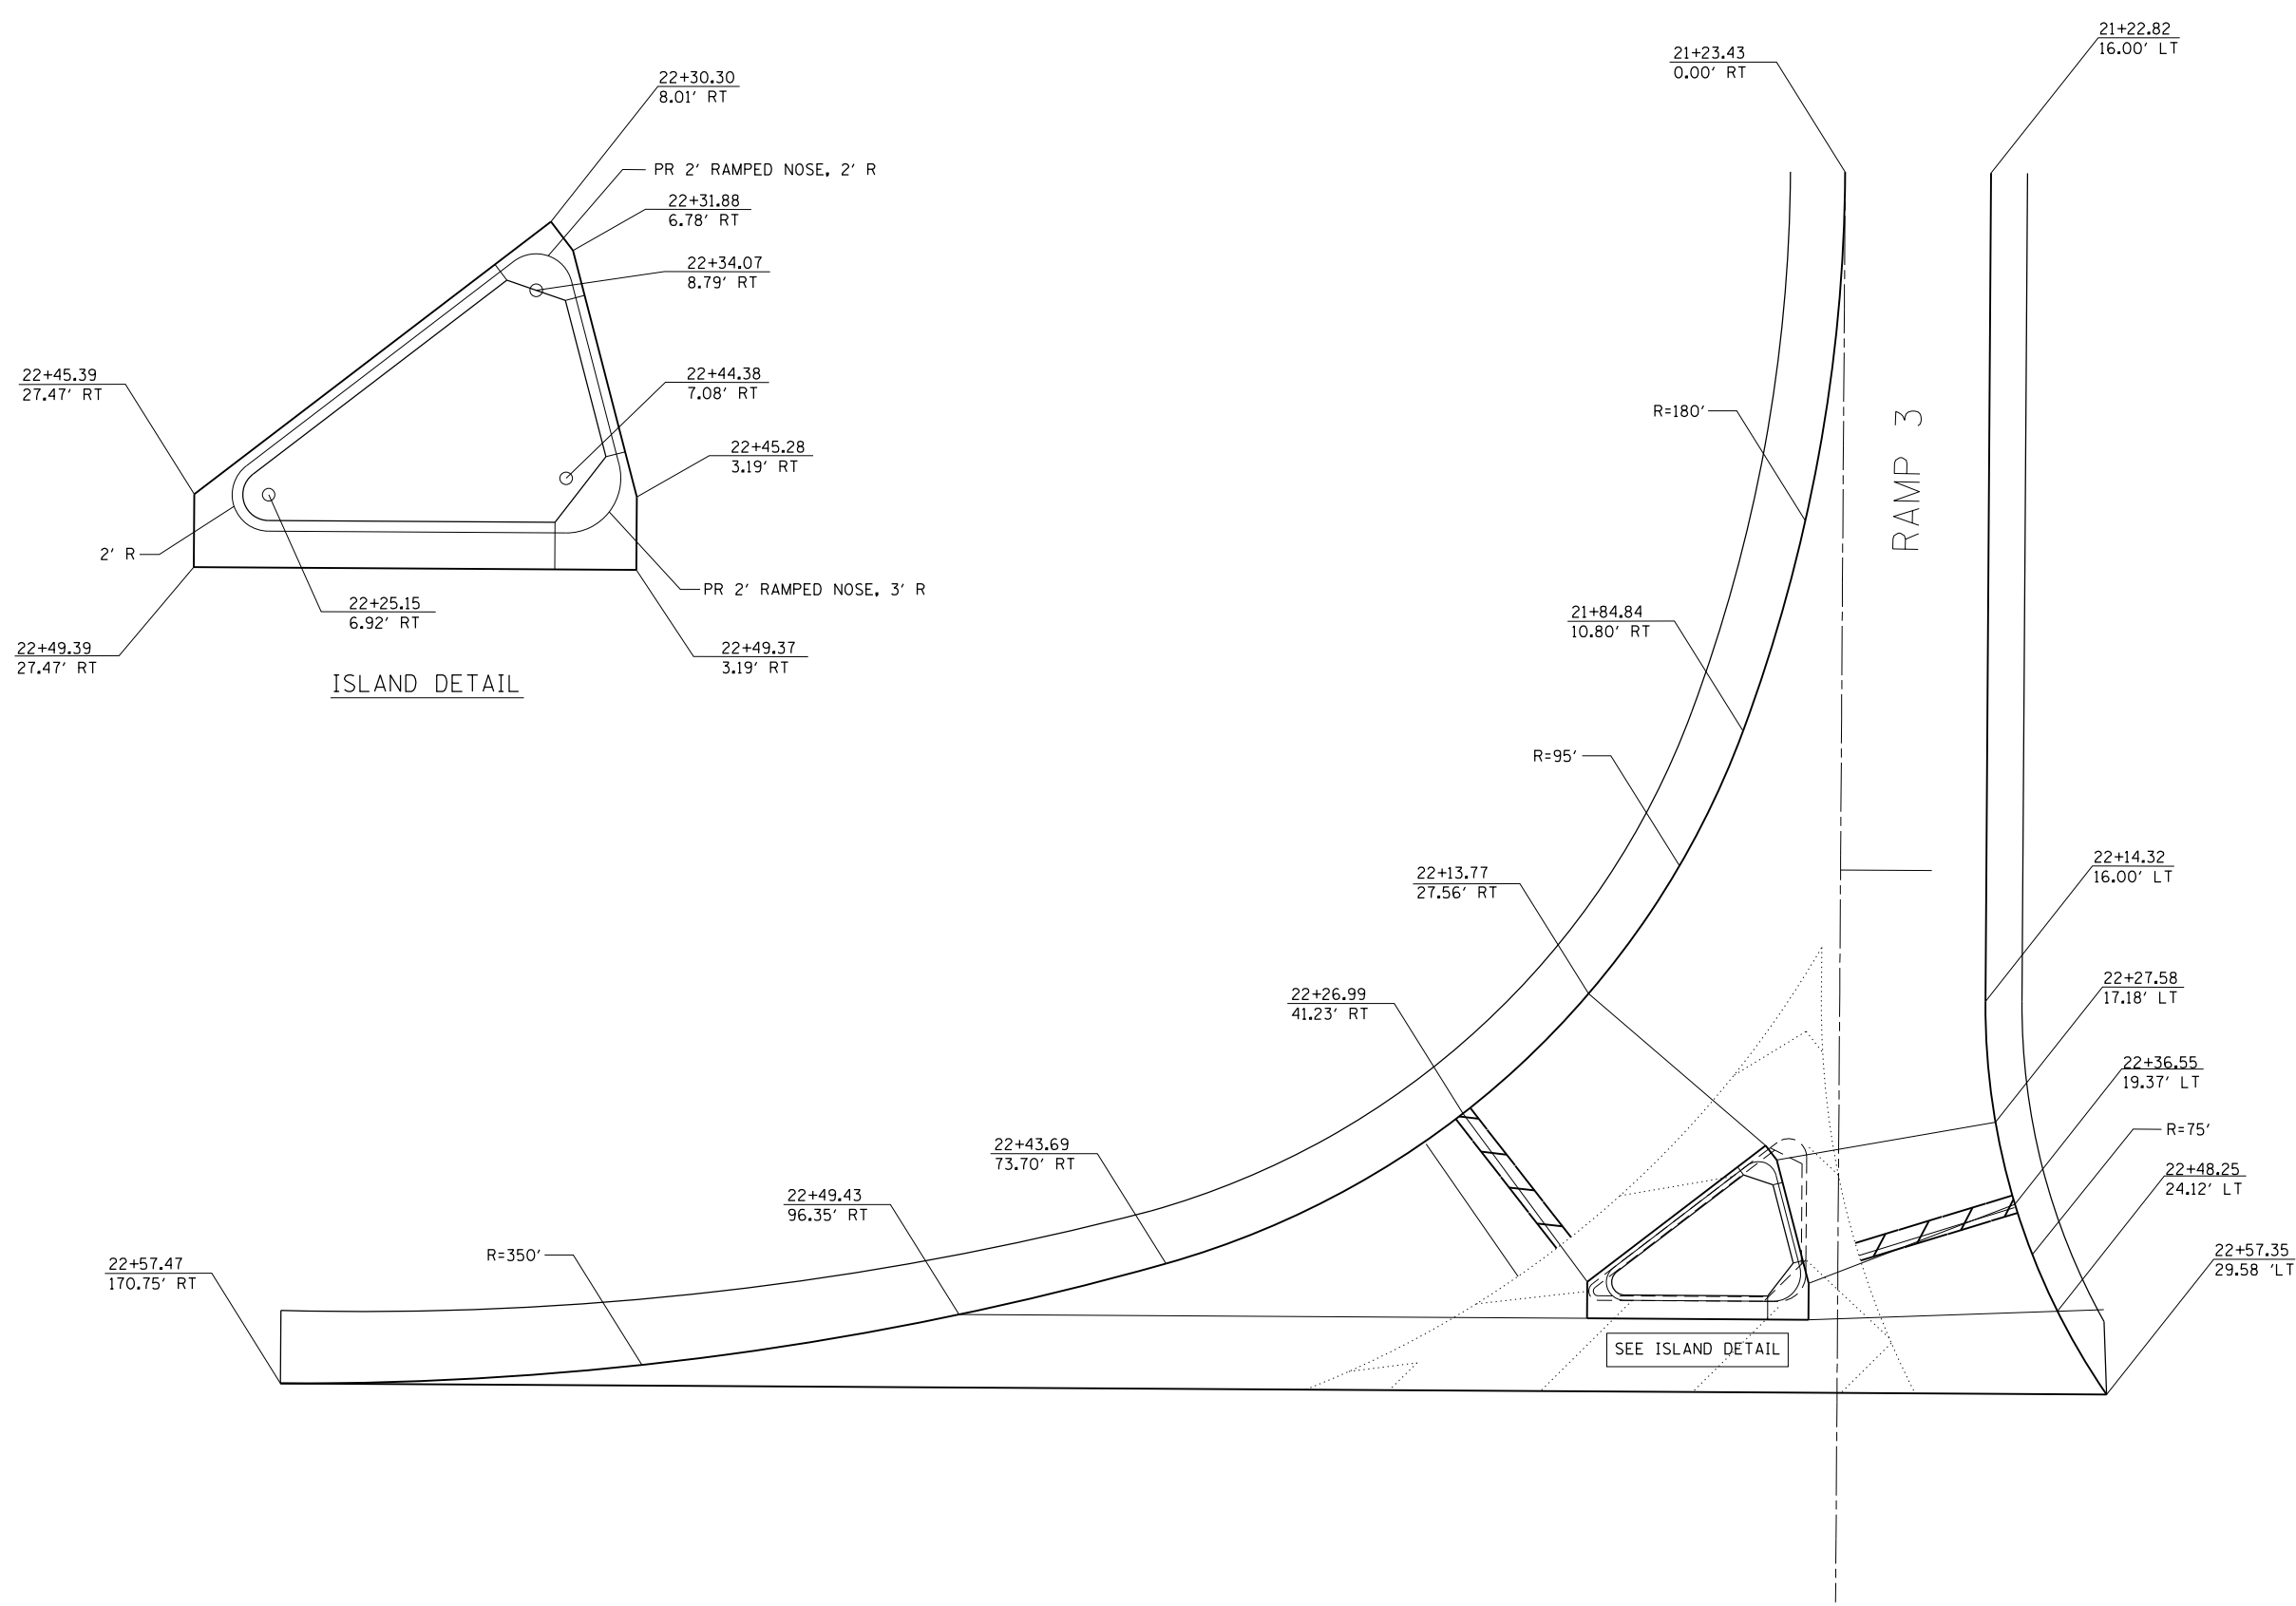 22+30.30
8.01′ RT
PR 2′ RAMPED NOSE, 2′ R
22+31.88
6.78′ RT
22+34.07
8.79′ RT
22+45.39
27.47′ RT
22+44.38
7.08′ RT
22+45.28
3.19′ RT
2′ R
22+25.15
6.92′ RT
PR 2′ RAMPED NOSE, 3′ R
22+49.39
27.47′ RT
22+49.37
3.19′ RT
ISLAND DETAIL
21+23.43
0.00′ RT
21+22.82
16.00′ LT
R=180′
RAMP 3
21+84.84
10.80′ RT
R=95′
22+13.77
27.56′ RT
22+14.32
16.00′ LT
22+26.99
41.23′ RT
22+27.58
17.18′ LT
22+36.55
19.37′ LT
R=75′
22+43.69
73.70′ RT
22+48.25
24.12′ LT
22+49.43
96.35′ RT
R=350′
22+57.47
170.75′ RT
22+57.35
29.58 ′LT
SEE ISLAND DETAIL